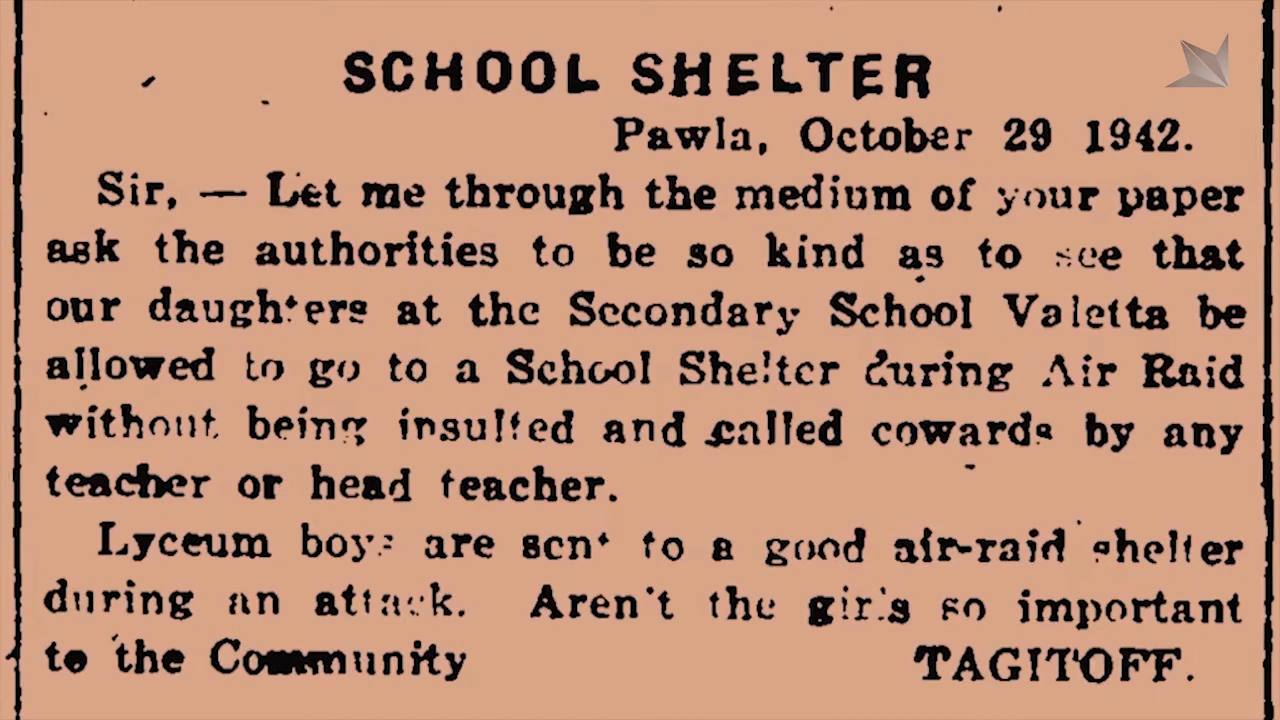 SCHOOL SHELTER
Pawla, October 29 1942.
Sir, — Let me through the medium of your paper
ask the authorities to be so kind as to see that
our daughters at the Secondary School Valetta be
allowed to go to a School Shelter during Air Raid
without being insulted and called cowards by any
teacher or head teacher.
Lyceum boys are sent to a good air-raid shelter
during an attack. Aren't the girls so important
to the Community TAGITOFF.